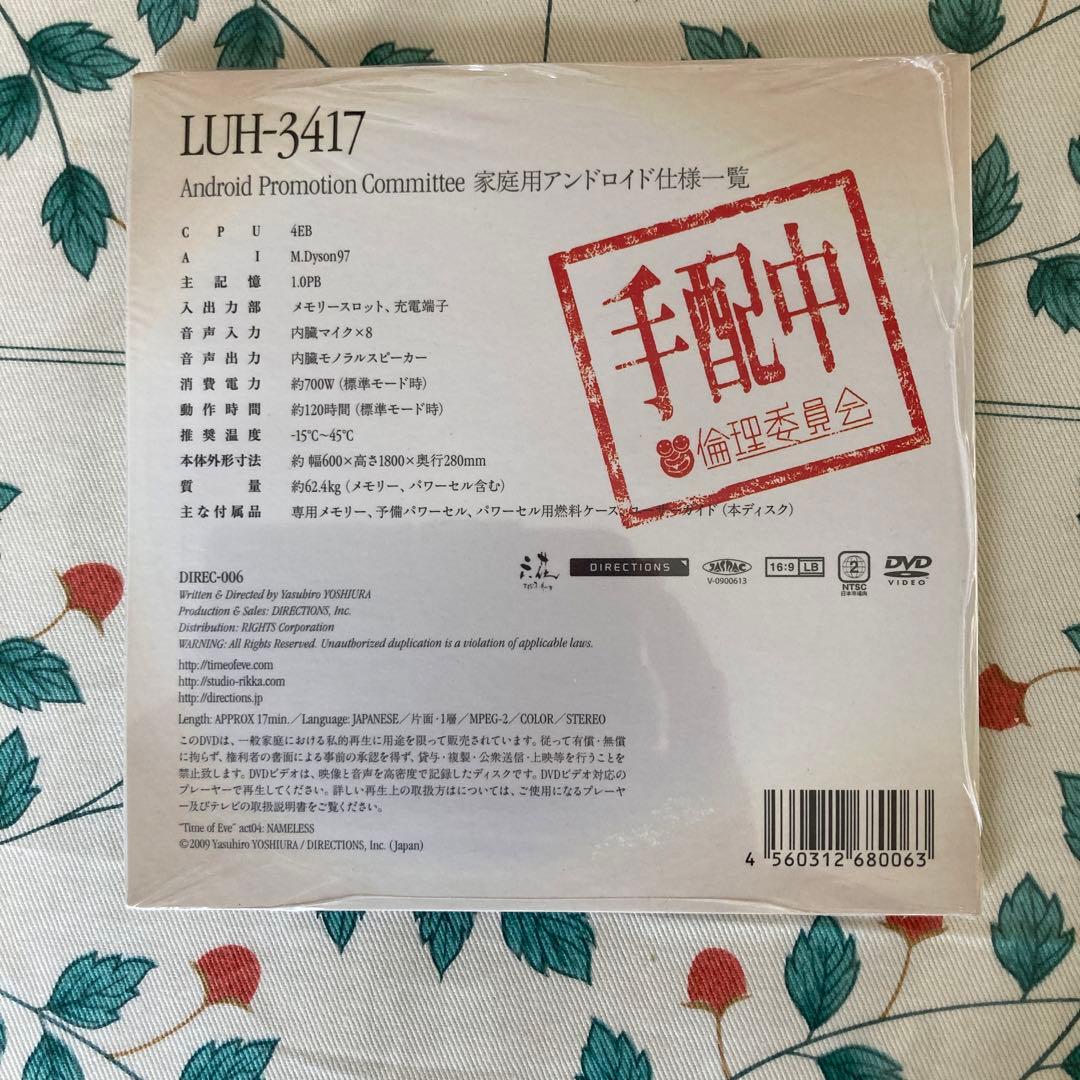 LUH-3417
Android Promotion Committee 家庭用アンドロイド仕様一覧
CPU 4EB
AI M.Dyson97
主記憶 1.0PB
入出力部 メモリースロット、充電端子
音声入力 内臓マイク×8
音声出力 内臓モノラルスピーカー
消費電力 約700W（標準モード時）
動作時間 約120時間（標準モード時）
推奨温度 -15℃~45℃
本体外形寸法 約 幅600×高さ1800×奥行280mm
質量 約62.4kg（メモリー、パワーセル含む）
主な付属品 専用メモリー、予備パワーセル、パワーセル用燃料ケース、ユーザーガイド（本ディスク）
手配中
倫理委員会
DIREC-006
Written & Directed by Yasuhiro YOSHIURA
Production & Sales: DIRECTIONS, Inc.
Distribution: RIGHTS Corporation
WARNING: All Rights Reserved. Unauthorized duplication is a violation of applicable laws.
DIRECTIONS
JASRAC
V-0900613
16:9 LB
2
NTSC
日本市場向
DVD
VIDEO
http://timeofeve.com
http://studio-rikka.com
http://directions.jp
Length: APPROX 17min.／Language: JAPANESE／片面・1層／MPEG-2／COLOR／STEREO
このDVDは、一般家庭における私的再生に用途を限って販売されています。従って有償・無償
に拘らず、権利者の書面による事前の承認を得ず、貸与・複製・公衆送信・上映等を行うことを
禁止致します。DVDビデオは、映像と音声を高密度で記録したディスクです。DVDビデオ対応の
プレーヤーで再生してください。詳しい再生上の取扱方はについては、ご使用になるプレーヤ
ー及びテレビの取扱説明書をご覧ください。
"Time of Eve" act04: NAMELESS
©2009 Yasuhiro YOSHIURA / DIRECTIONS, Inc. (Japan)
4 560312 680063